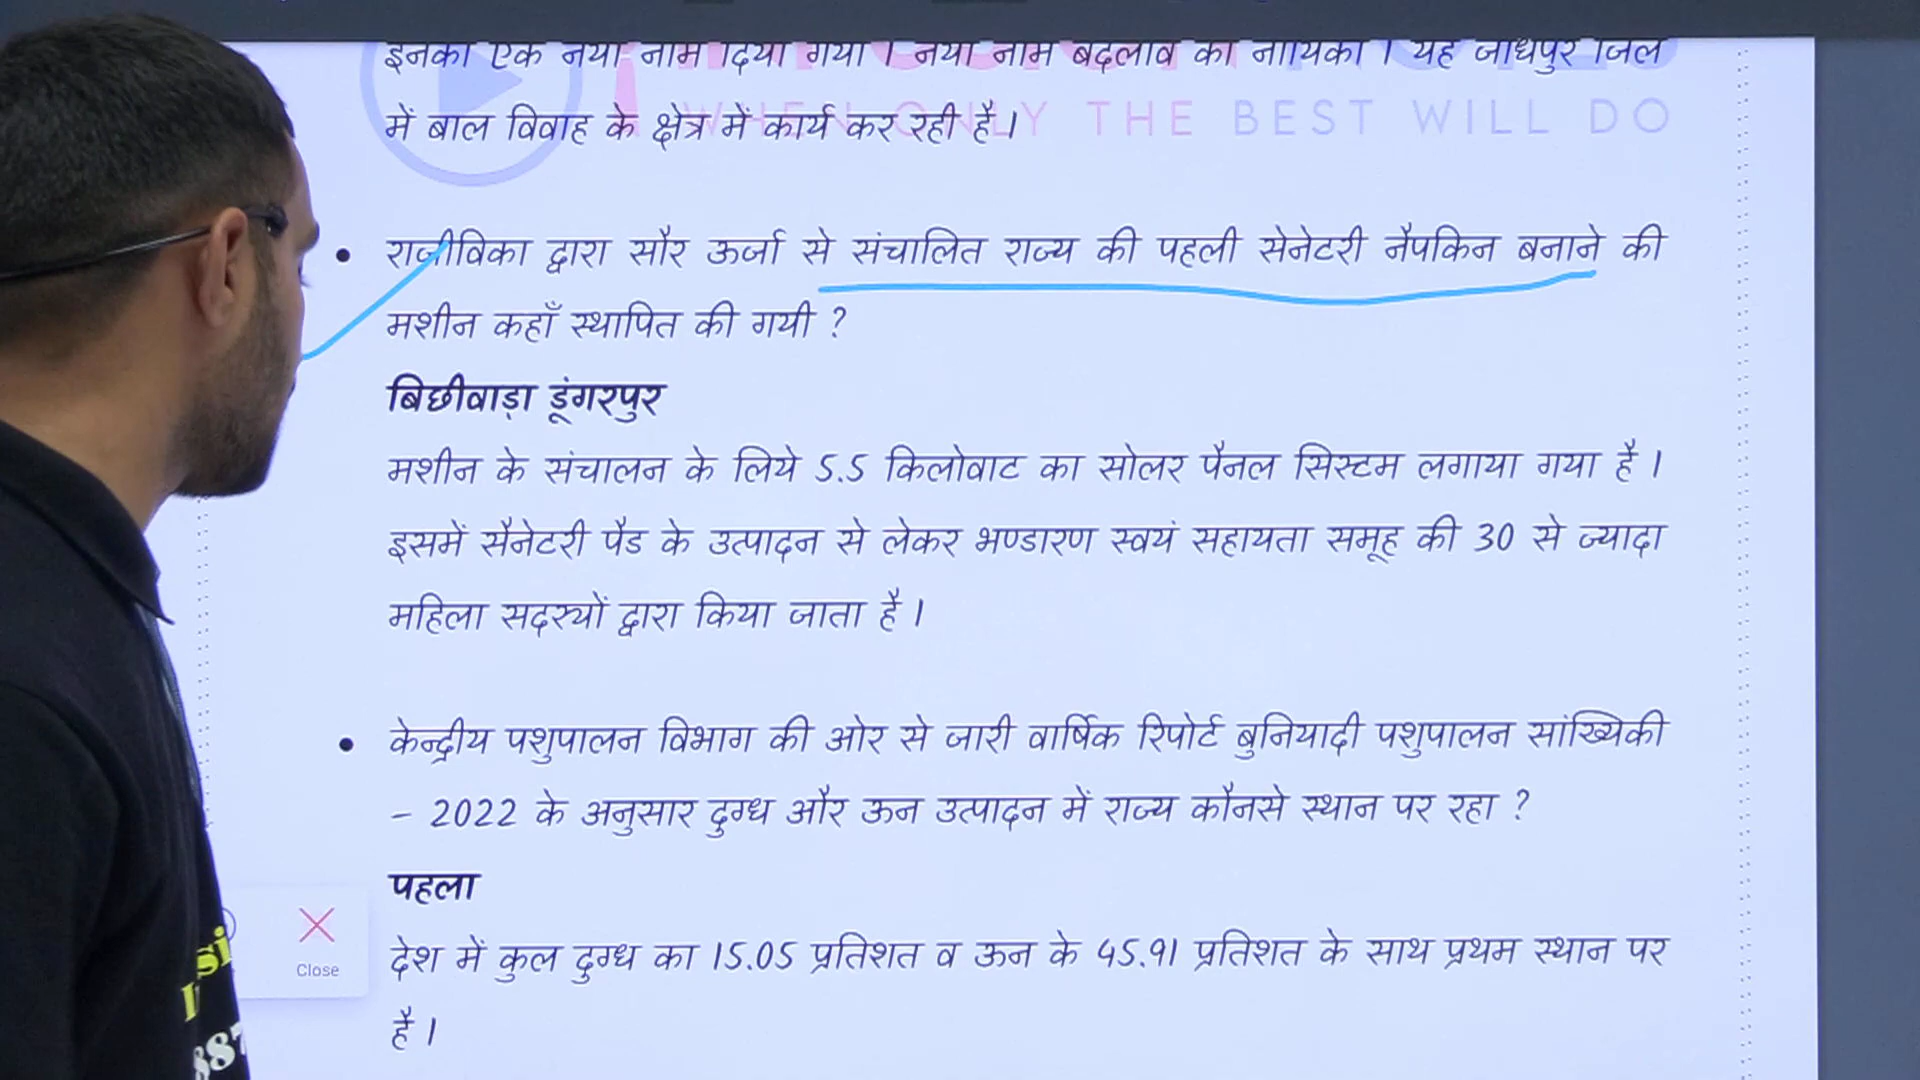 इनको एक नया नाम दिया गया । नया नाम बदलाव की नायिका । यह जोधपुर जिले
में बाल विवाह के क्षेत्र में कार्य कर रही है ।
ONLY THE BEST WILL DO
• राजीविका द्वारा सौर ऊर्जा से संचालित राज्य की पहली सेनेटरी नैपकिन बनाने की
मशीन कहाँ स्थापित की गयी ?
बिछीवाड़ा डूंगरपुर
मशीन के संचालन के लिये 5.5 किलोवाट का सोलर पैनल सिस्टम लगाया गया है ।
इसमें सैनेटरी पैड के उत्पादन से लेकर भण्डारण स्वयं सहायता समूह की 30 से ज्यादा
महिला सदस्यों द्वारा किया जाता है ।
• केन्द्रीय पशुपालन विभाग की ओर से जारी वार्षिक रिपोर्ट बुनियादी पशुपालन सांख्यिकी
– 2022 के अनुसार दुग्ध और ऊन उत्पादन में राज्य कौनसे स्थान पर रहा ?
पहला
देश में कुल दुग्ध का 15.05 प्रतिशत व ऊन के 45.91 प्रतिशत के साथ प्रथम स्थान पर
है ।
Close